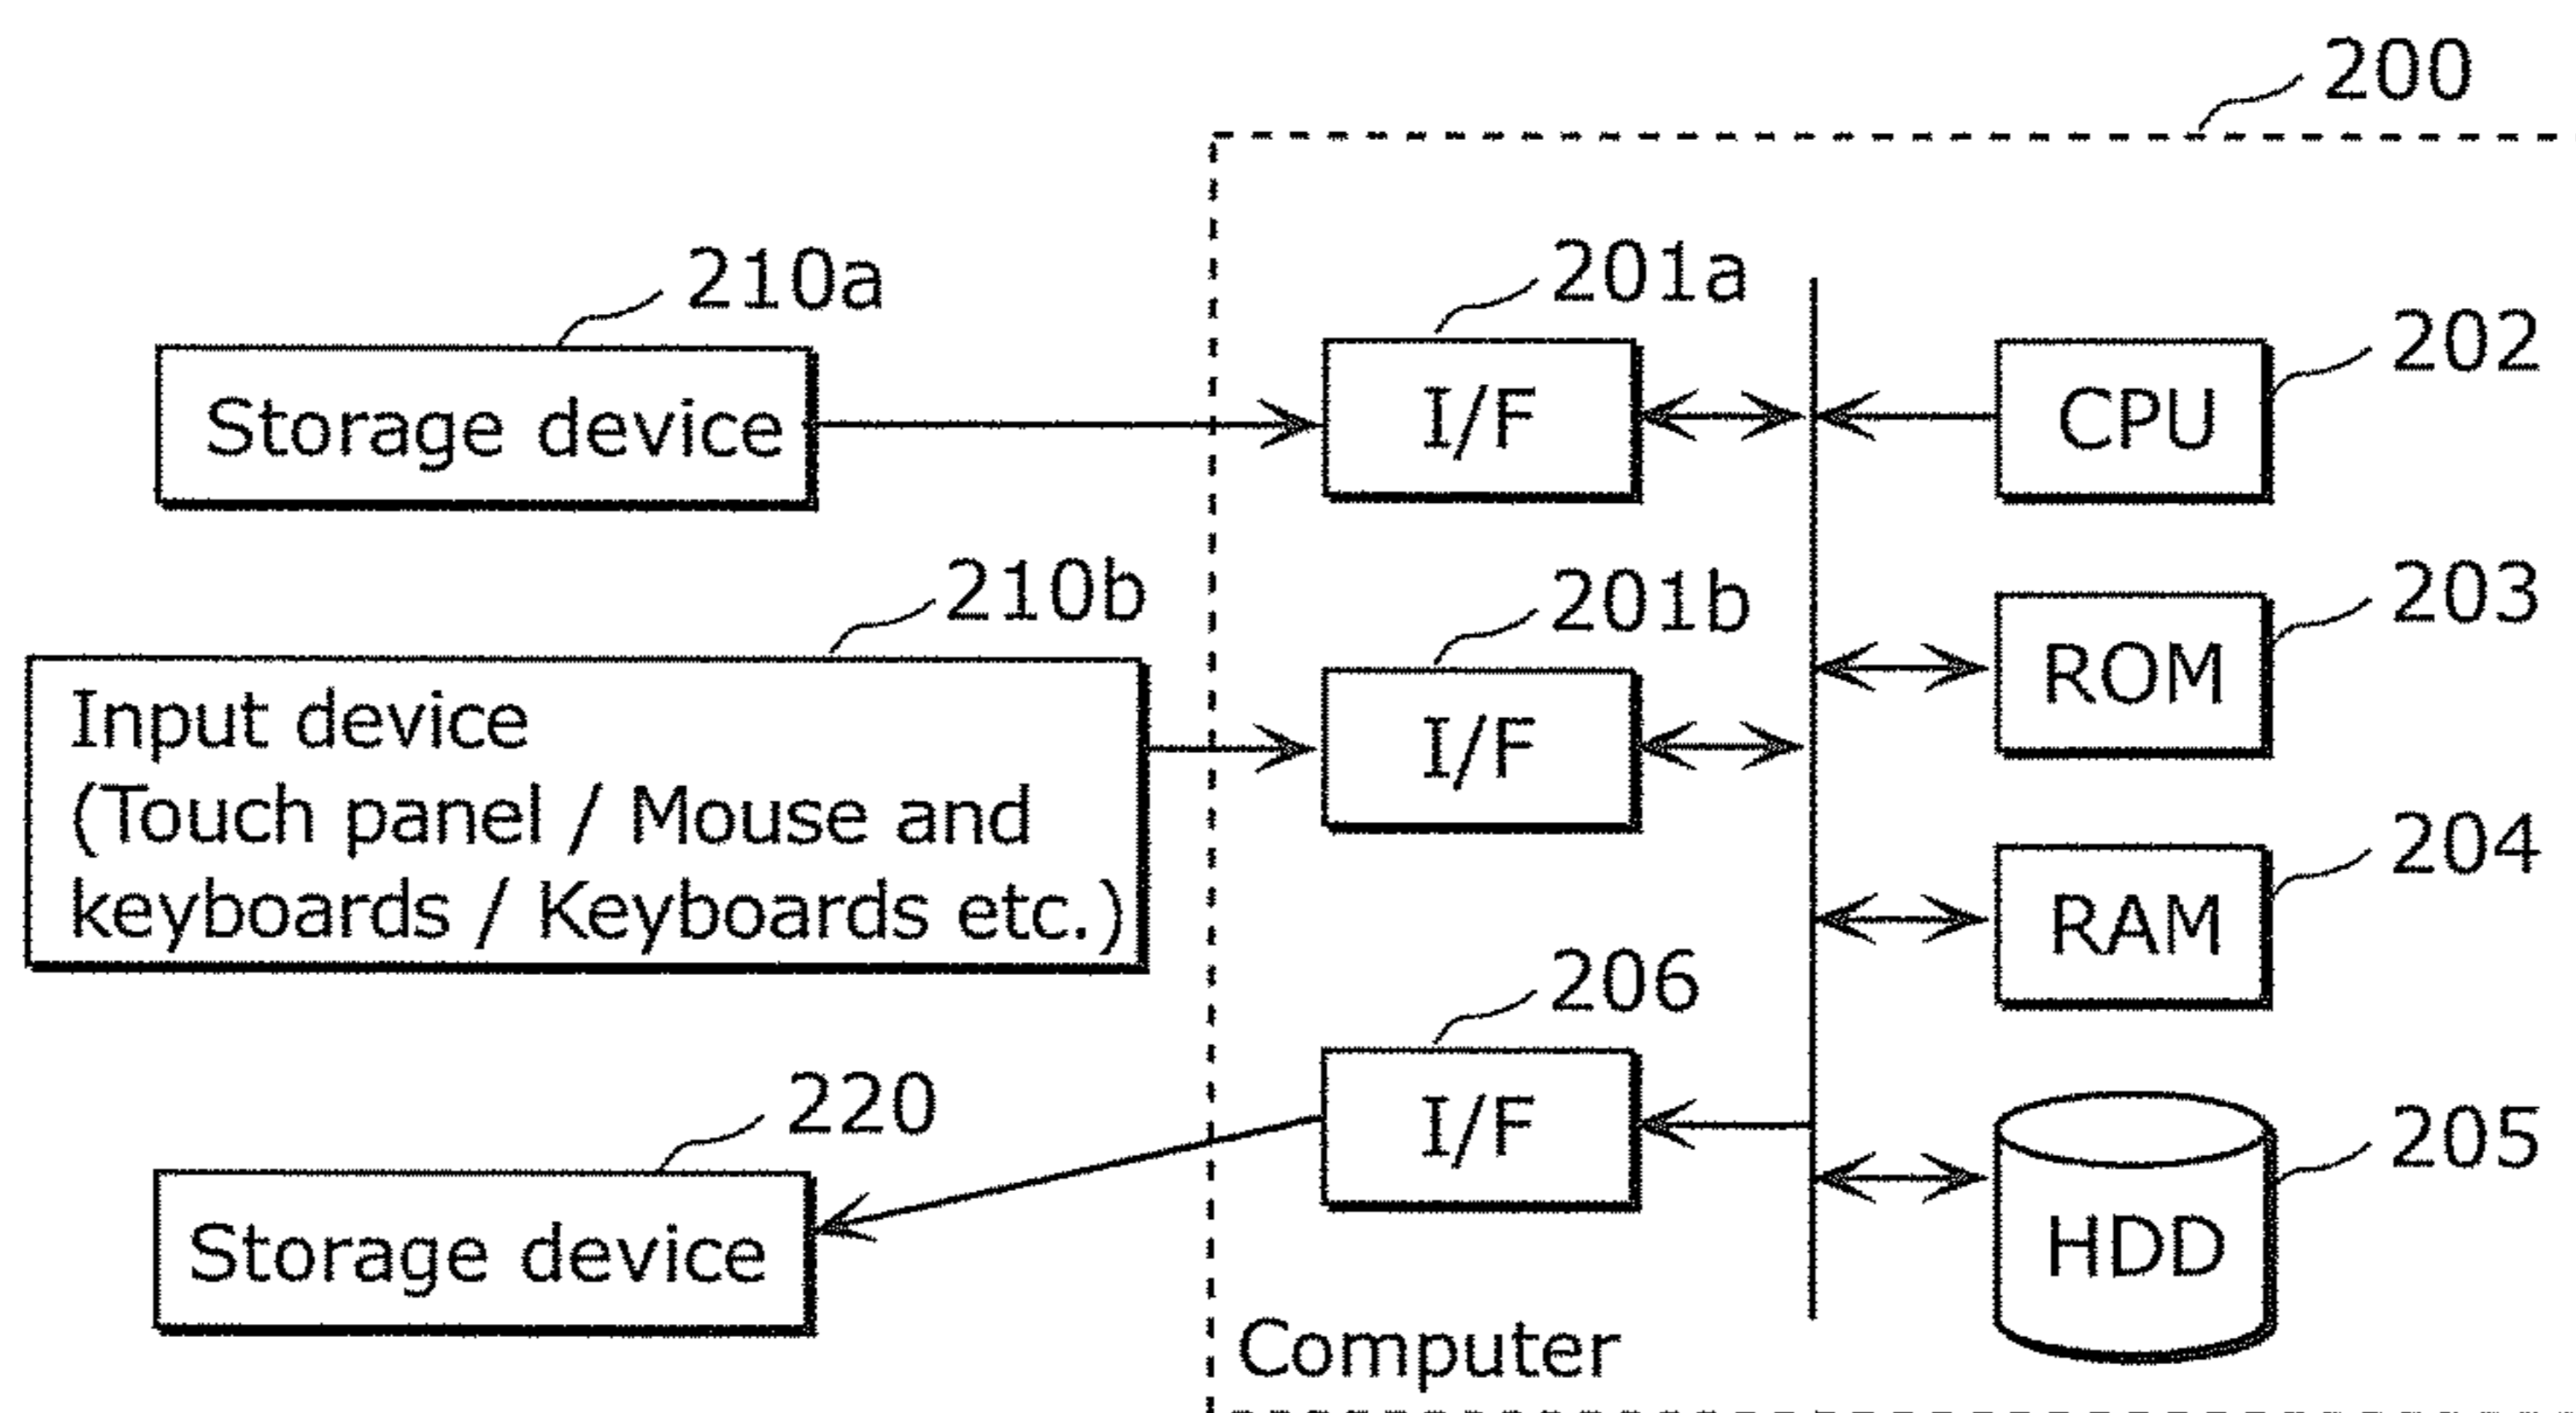 200
210a
201a
202
Storage device
I/F
CPU
210b
201b
203
Input device
(Touch panel / Mouse and
keyboards / Keyboards etc.)
I/F
ROM
204
RAM
206
220
I/F
205
Storage device
HDD
Computer